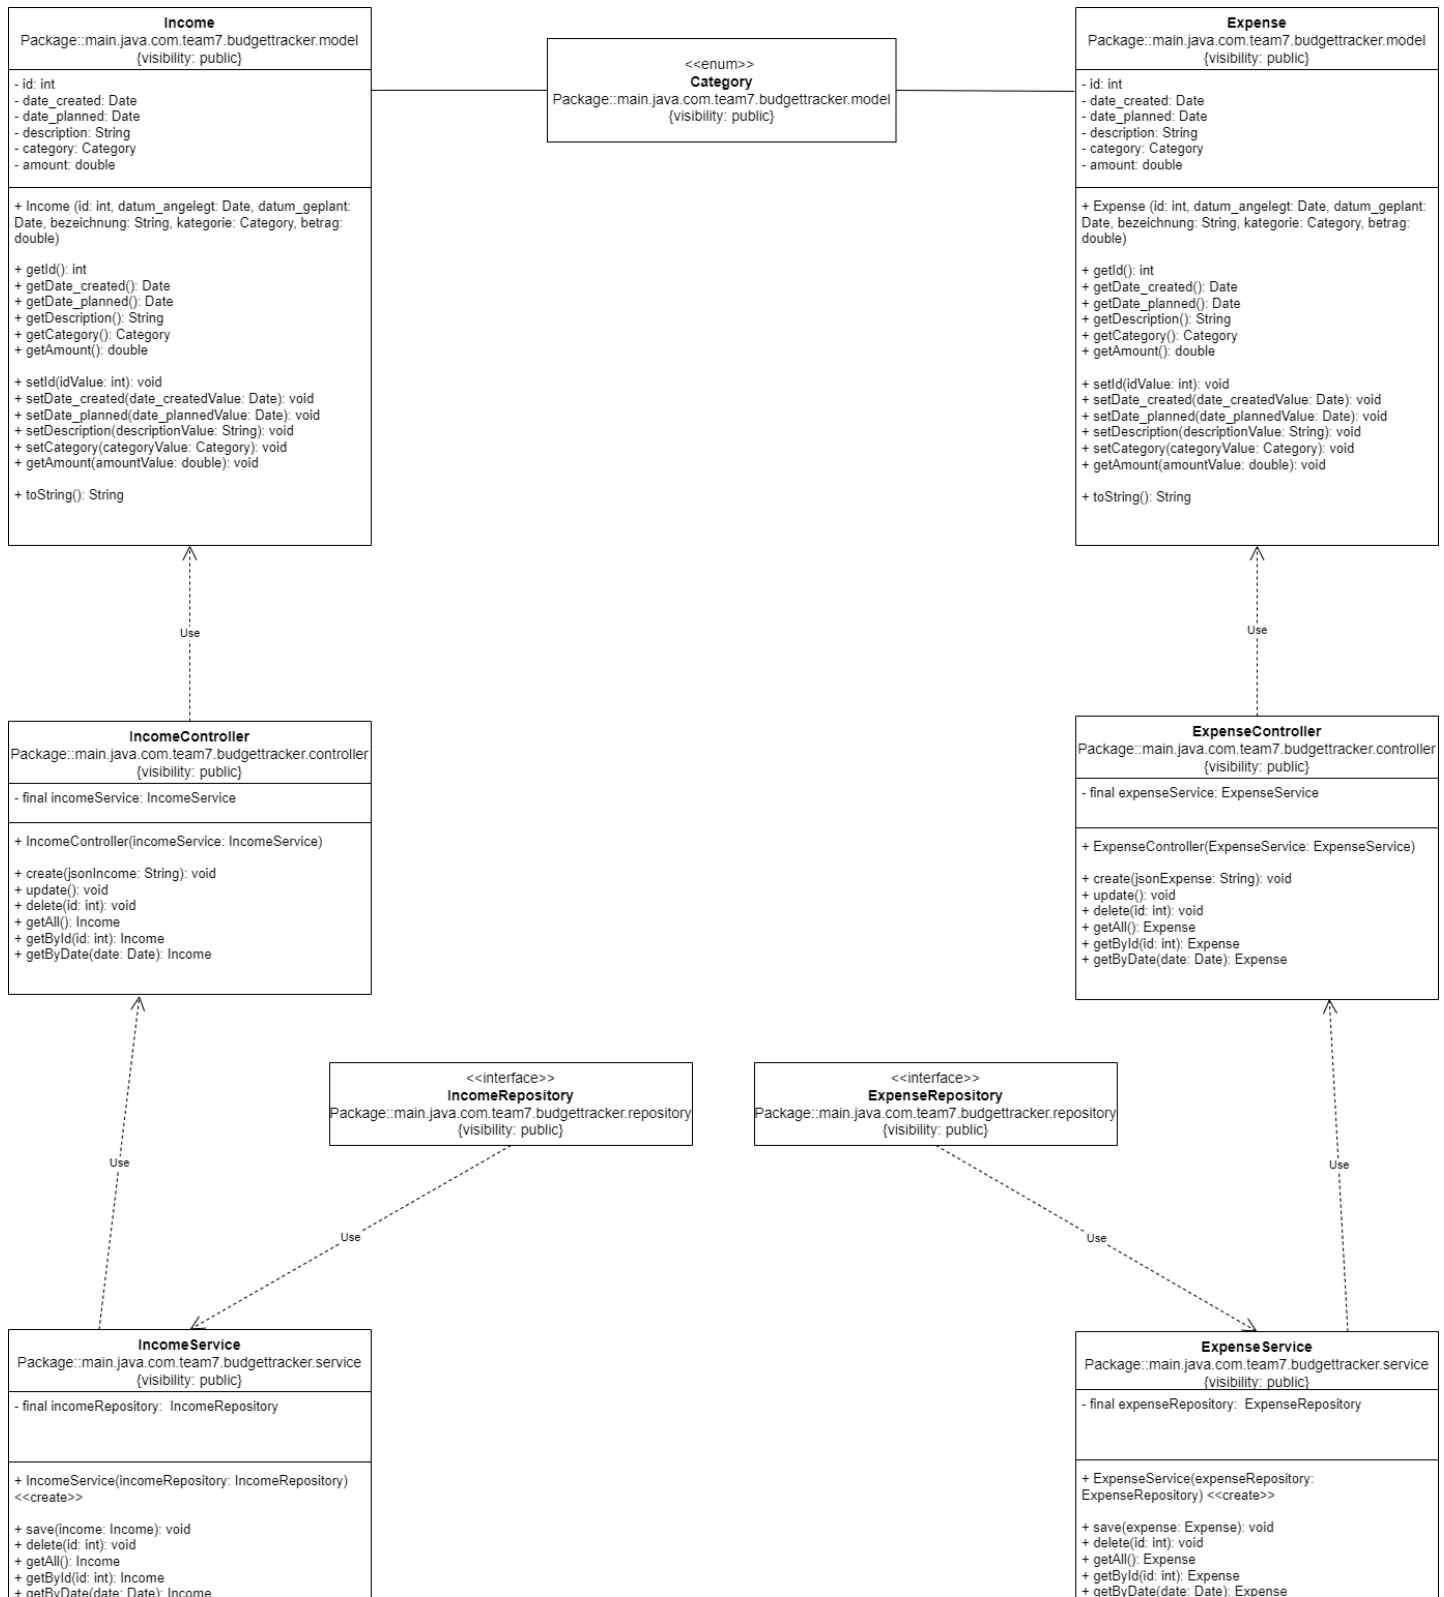 Income
Package::main.java.com.team7.budgettracker.model
{visibility: public}
- id: int
- date_created: Date
- date_planned: Date
- description: String
- category: Category
- amount: double
+ Income (id: int, datum_angelegt: Date, datum_geplant:
Date, bezeichnung: String, kategorie: Category, betrag:
double)
+ getId(): int
+ getDate_created(): Date
+ getDate_planned(): Date
+ getDescription(): String
+ getCategory(): Category
+ getAmount(): double
+ setId(idValue: int): void
+ setDate_created(date_createdValue: Date): void
+ setDate_planned(date_plannedValue: Date): void
+ setDescription(descriptionValue: String): void
+ setCategory(categoryValue: Category): void
+ getAmount(amountValue: double): void
+ toString(): String
<<enum>>
Category
Package::main.java.com.team7.budgettracker.model
{visibility: public}
Expense
Package::main.java.com.team7.budgettracker.model
{visibility: public}
- id: int
- date_created: Date
- date_planned: Date
- description: String
- category: Category
- amount: double
+ Expense (id: int, datum_angelegt: Date, datum_geplant:
Date, bezeichnung: String, kategorie: Category, betrag:
double)
+ getId(): int
+ getDate_created(): Date
+ getDate_planned(): Date
+ getDescription(): String
+ getCategory(): Category
+ getAmount(): double
+ setId(idValue: int): void
+ setDate_created(date_createdValue: Date): void
+ setDate_planned(date_plannedValue: Date): void
+ setDescription(descriptionValue: String): void
+ setCategory(categoryValue: Category): void
+ getAmount(amountValue: double): void
+ toString(): String
Use
Use
IncomeController
Package::main.java.com.team7.budgettracker.controller
{visibility: public}
- final incomeService: IncomeService
+ IncomeController(incomeService: IncomeService)
+ create(jsonIncome: String): void
+ update(): void
+ delete(id: int): void
+ getAll(): Income
+ getById(id: int): Income
+ getByDate(date: Date): Income
ExpenseController
Package::main.java.com.team7.budgettracker.controller
{visibility: public}
- final expenseService: ExpenseService
+ ExpenseController(ExpenseService: ExpenseService)
+ create(jsonExpense: String): void
+ update(): void
+ delete(id: int): void
+ getAll(): Expense
+ getById(id: int): Expense
+ getByDate(date: Date): Expense
<<interface>>
IncomeRepository
Package::main.java.com.team7.budgettracker.repository
{visibility: public}
<<interface>>
ExpenseRepository
Package::main.java.com.team7.budgettracker.repository
{visibility: public}
Use
Use
Use
Use
IncomeService
Package::main.java.com.team7.budgettracker.service
{visibility: public}
- final incomeRepository:  IncomeRepository
+ IncomeService(incomeRepository: IncomeRepository)
<<create>>
+ save(income: Income): void
+ delete(id: int): void
+ getAll(): Income
+ getById(id: int): Income
+ getByDate(date: Date): Income
ExpenseService
Package::main.java.com.team7.budgettracker.service
{visibility: public}
- final expenseRepository:  ExpenseRepository
+ ExpenseService(expenseRepository:
ExpenseRepository) <<create>>
+ save(expense: Expense): void
+ delete(id: int): void
+ getAll(): Expense
+ getById(id: int): Expense
+ getByDate(date: Date): Expense